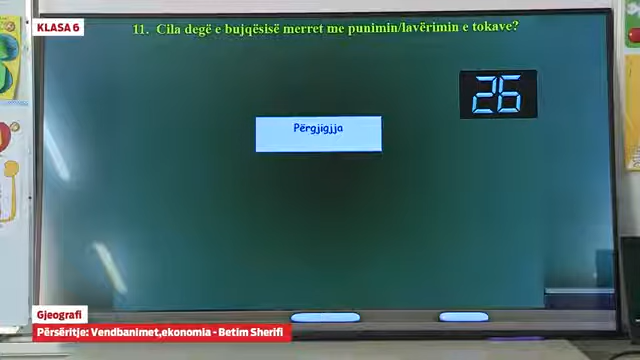 KLASA 6
11. Cila degë e bujqësisë merret me punimin/lavërimin e tokave?
26
Përgjigjja
Gjeografi
Përsëritje: Vendbanimet,ekonomia - Betim Sherifi